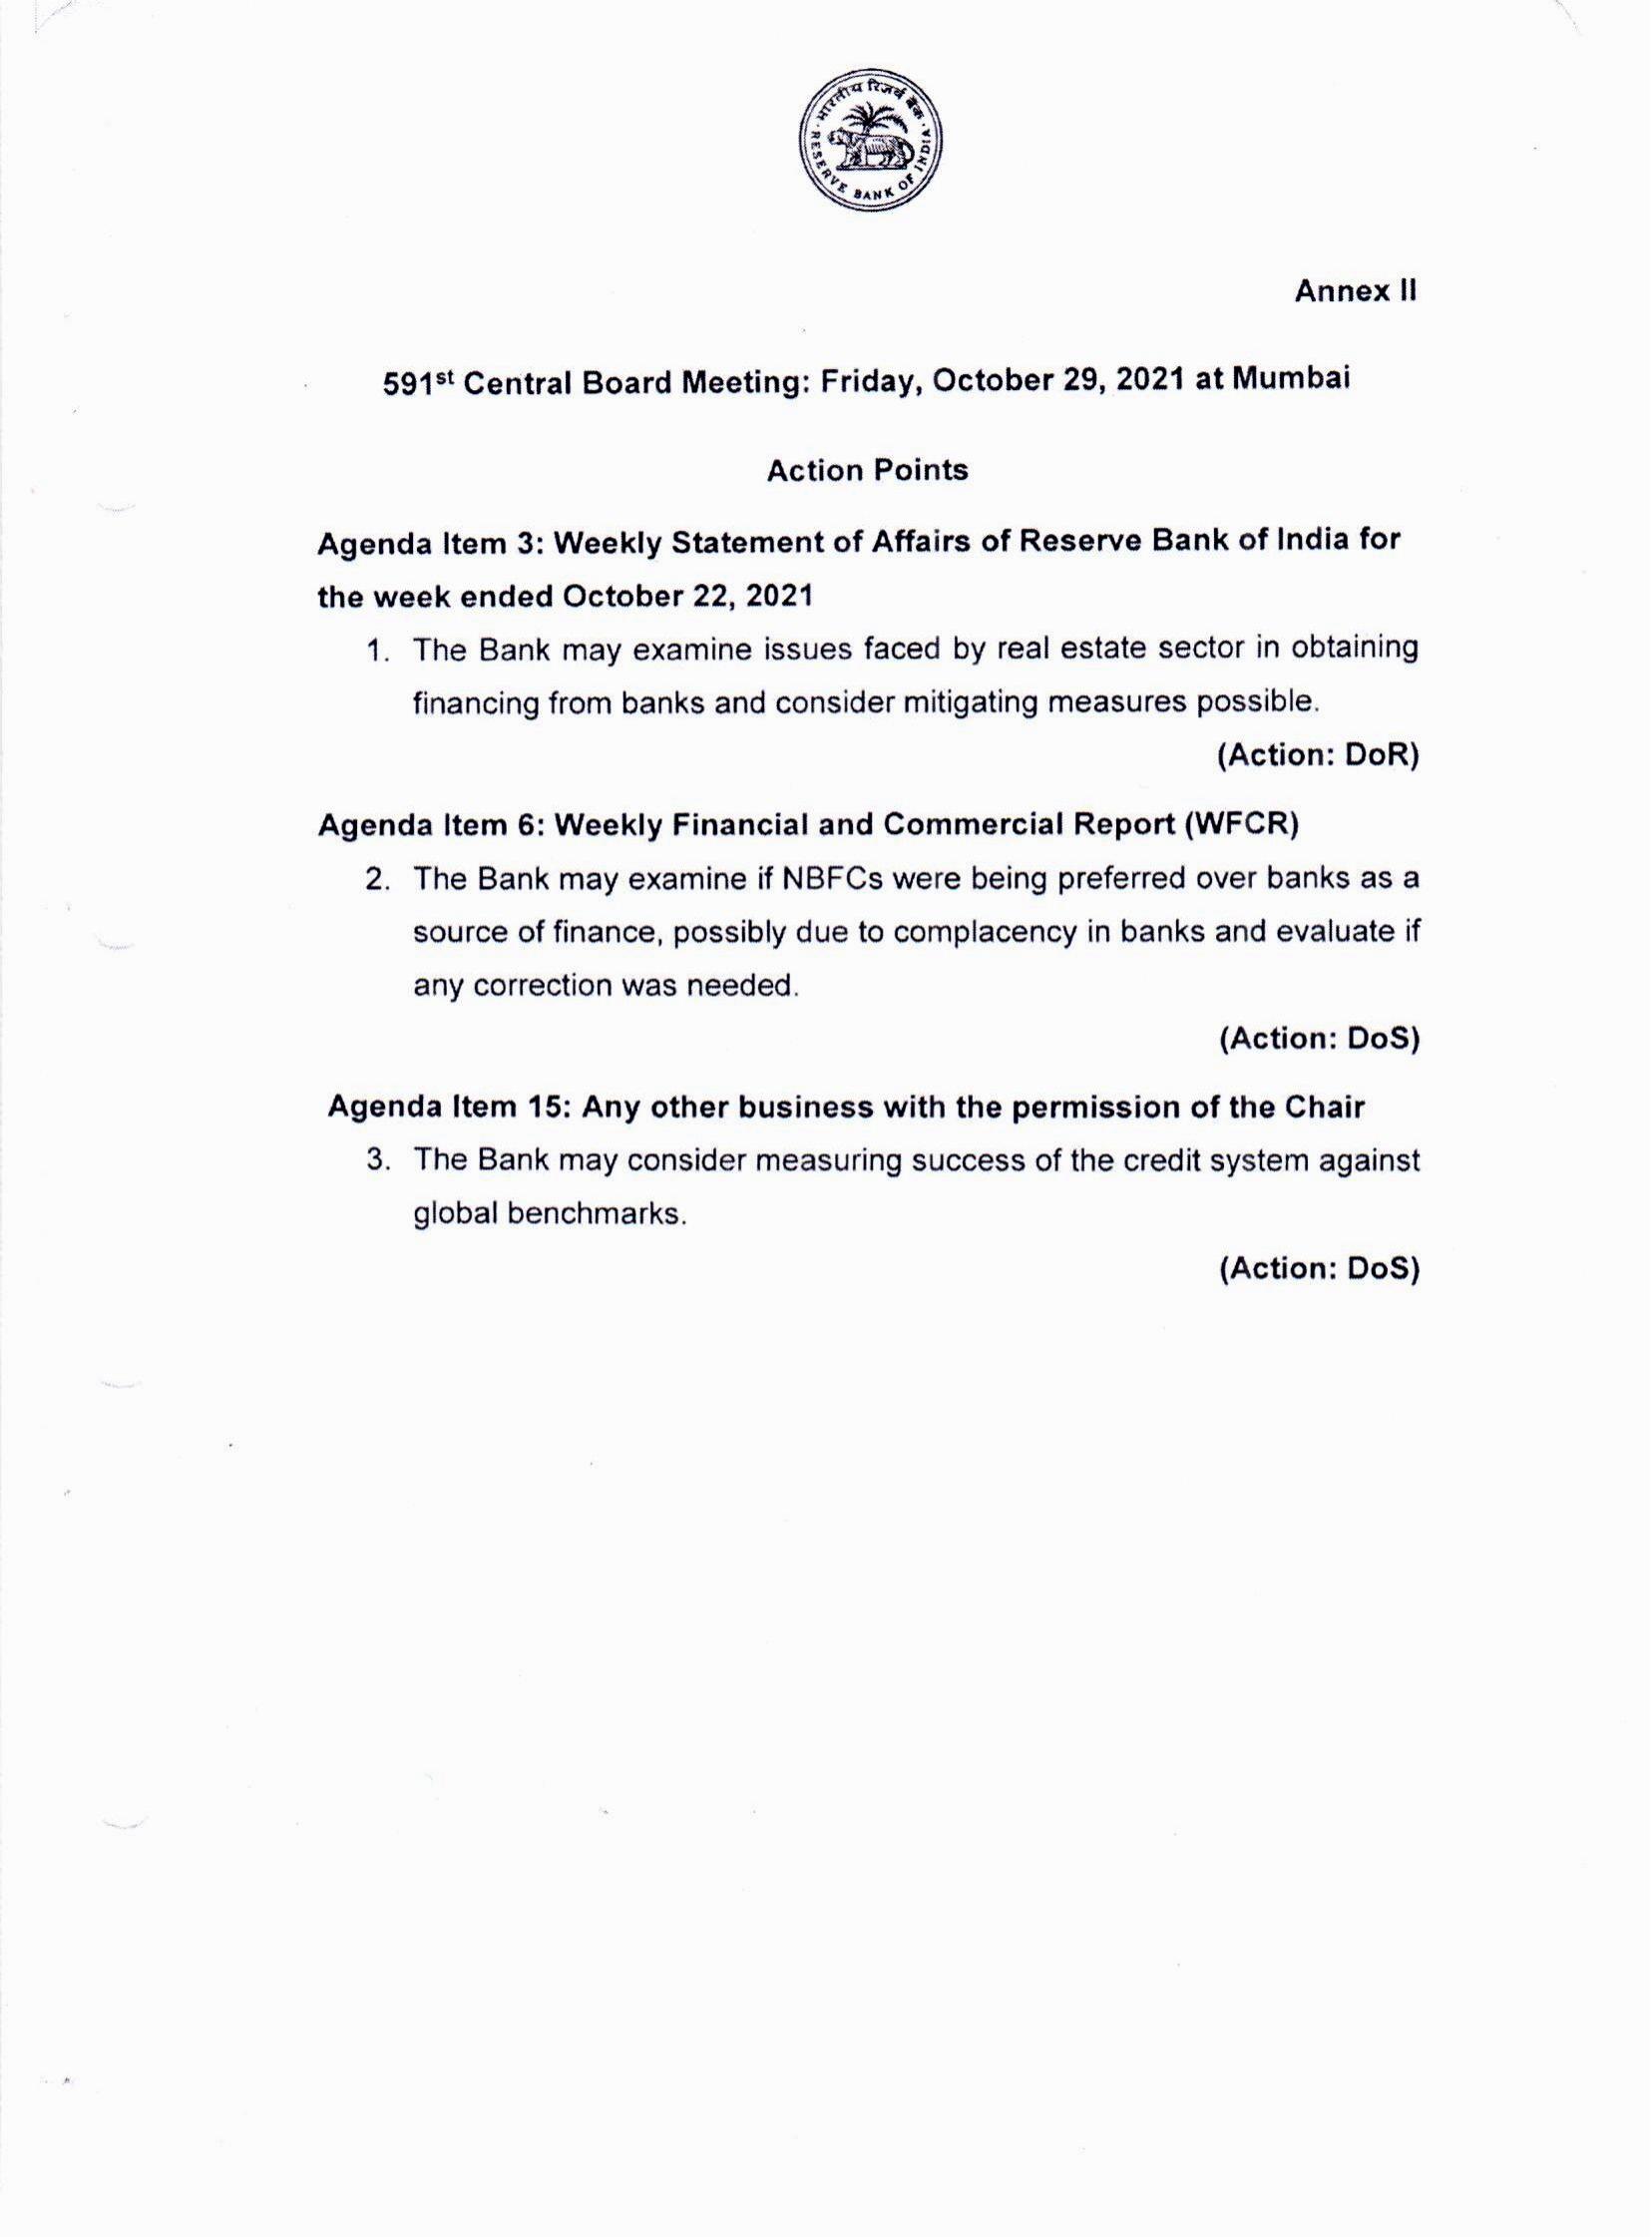 भारतीय रिज़र्व बैंक
RESERVE BANK OF INDIA
Annex II
591st Central Board Meeting: Friday, October 29, 2021 at Mumbai
Action Points
Agenda Item 3: Weekly Statement of Affairs of Reserve Bank of India for
the week ended October 22, 2021
1. The Bank may examine issues faced by real estate sector in obtaining
financing from banks and consider mitigating measures possible.
(Action: DoR)
Agenda Item 6: Weekly Financial and Commercial Report (WFCR)
2. The Bank may examine if NBFCs were being preferred over banks as a
source of finance, possibly due to complacency in banks and evaluate if
any correction was needed.
(Action: DoS)
Agenda Item 15: Any other business with the permission of the Chair
3. The Bank may consider measuring success of the credit system against
global benchmarks.
(Action: DoS)